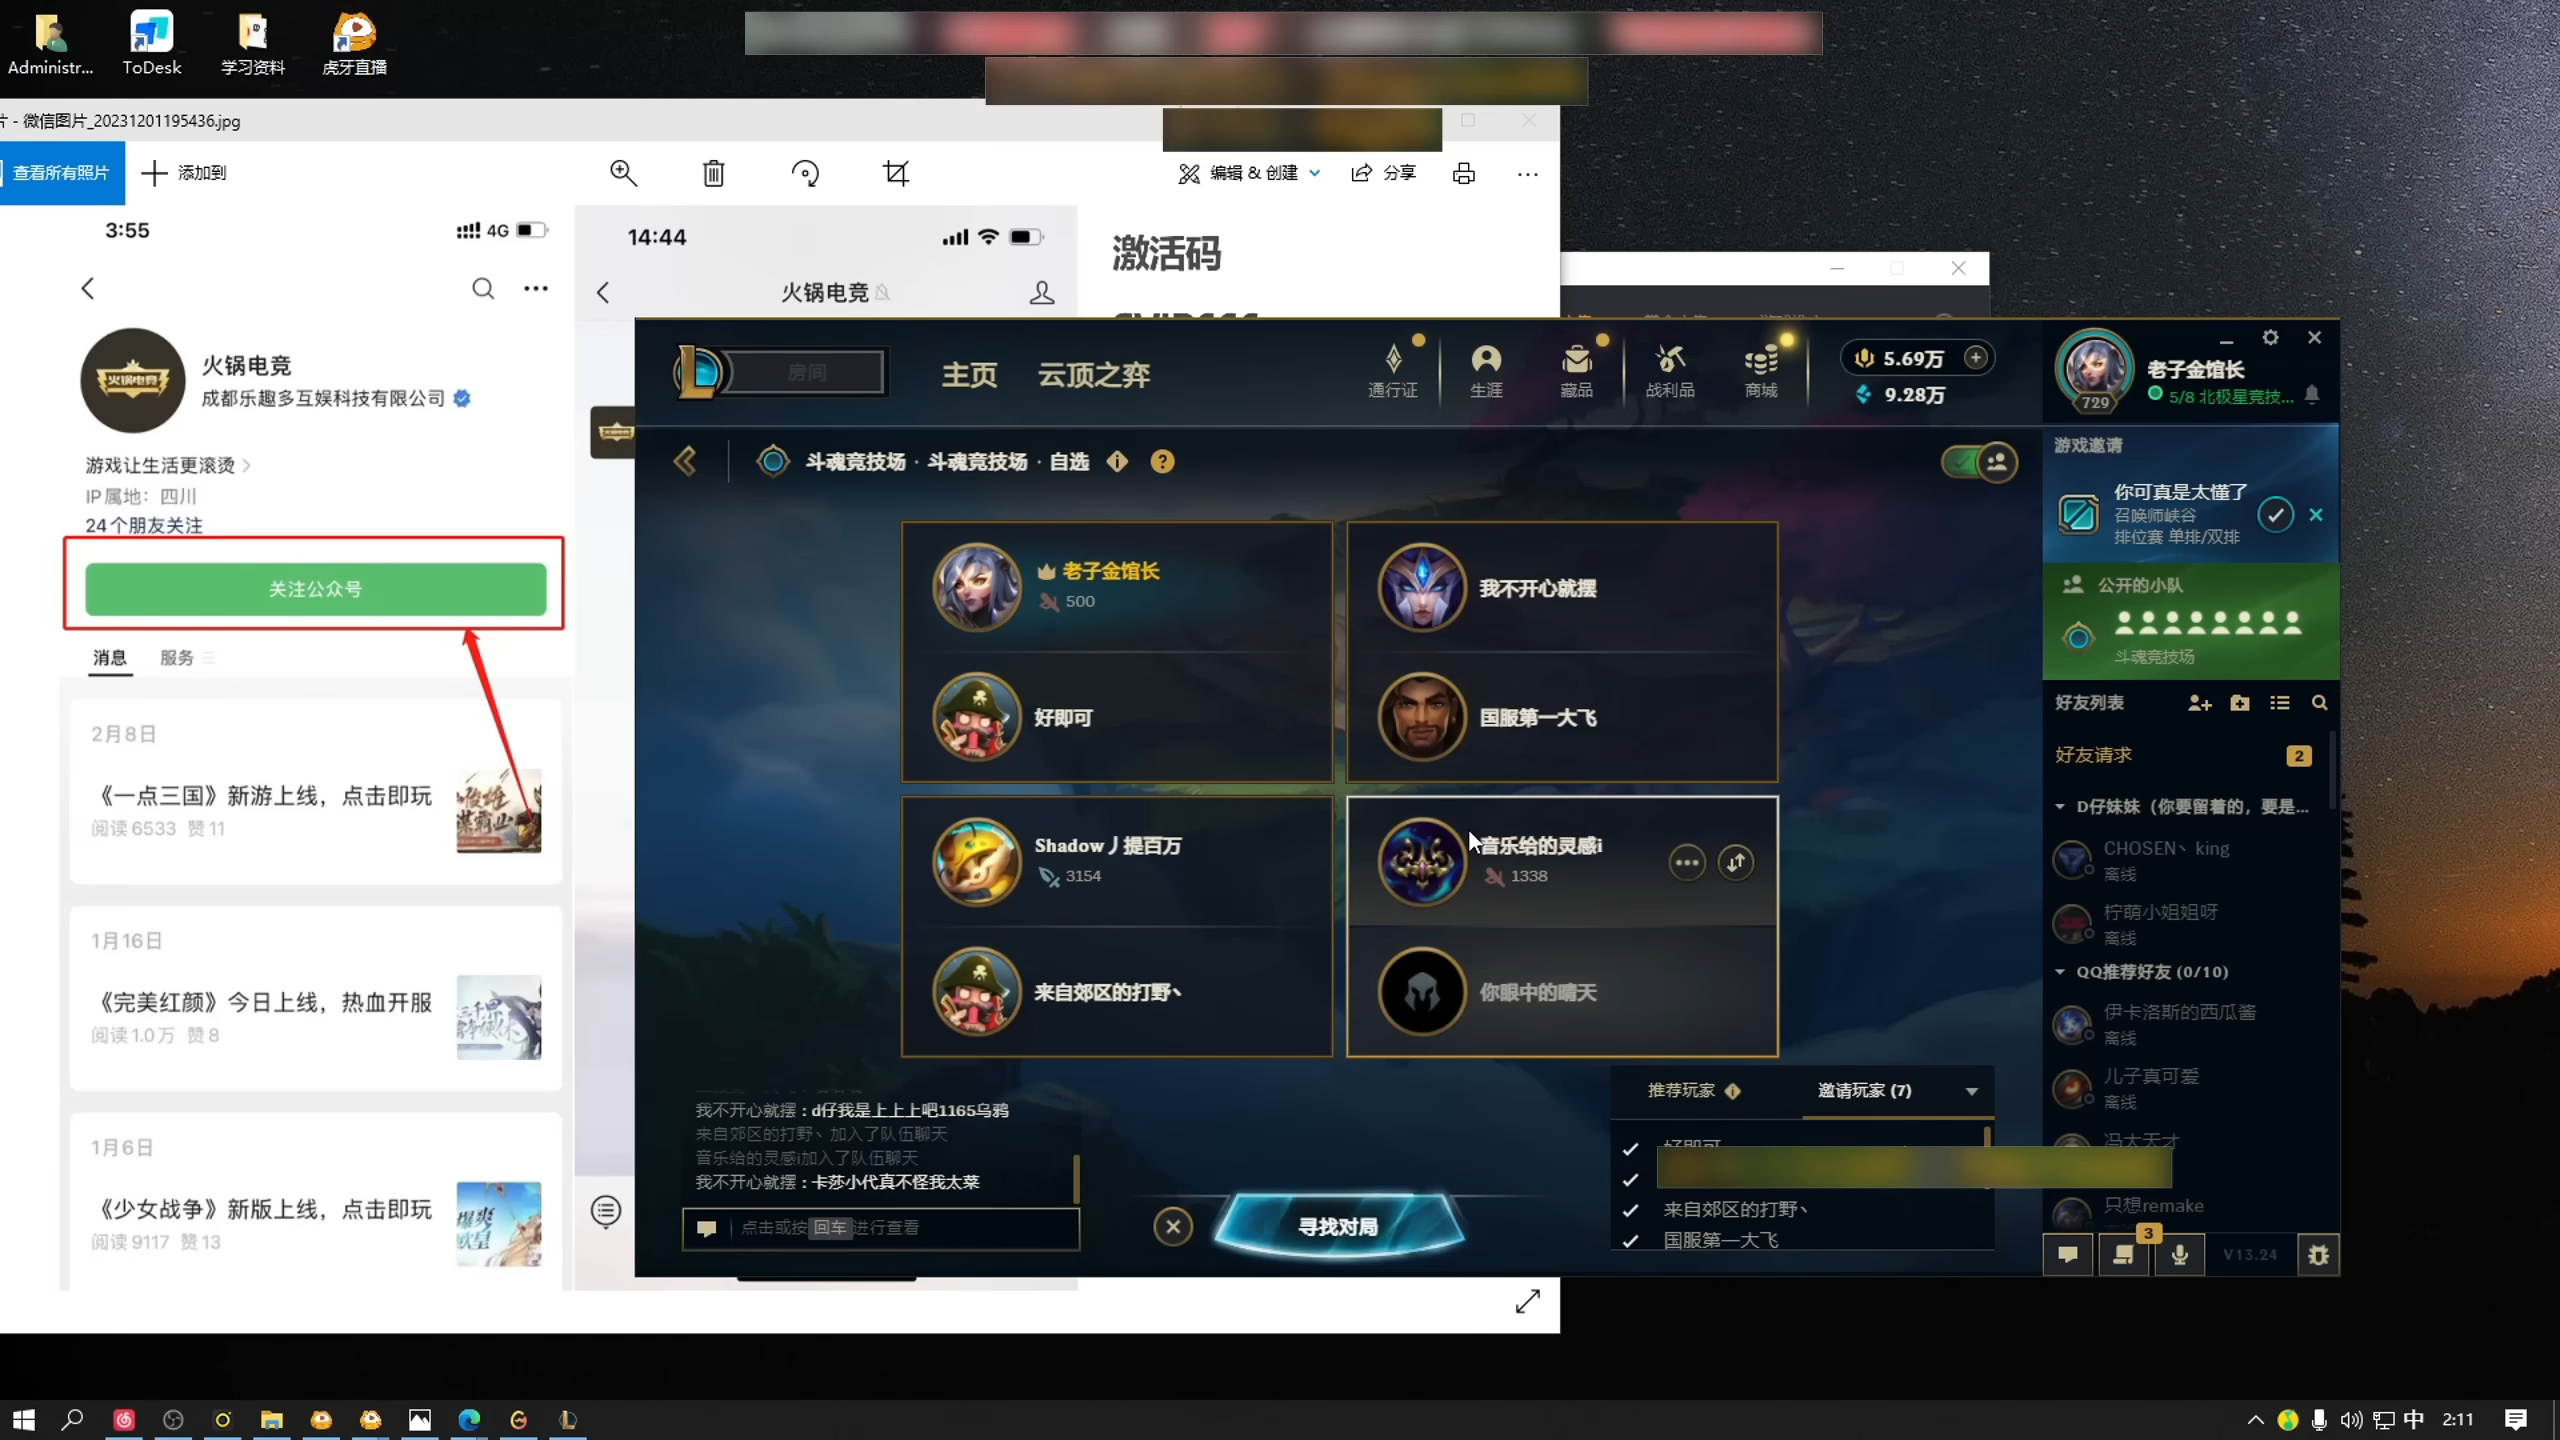 Administr...
ToDesk
学习资料
虎牙直播
片 - 微信图片_20231201195436.jpg
查看所有照片
添加到
编辑 & 创建
分享
3:55
4G
火锅电竞
火锅电竞
成都乐趣多互娱科技有限公司
游戏让生活更滚烫
IP属地：四川
24个朋友关注
关注公众号
消息
服务
2月8日
《一点三国》新游上线，点击即玩
阅读6533 赞11
1月16日
《完美红颜》今日上线，热血开服
阅读1.0万 赞8
1月6日
《少女战争》新版上线，点击即玩
阅读9117 赞13
14:44
火锅电竞
激活码
房间
主页
云顶之弈
通行证
生涯
藏品
战利品
商城
5.69万
9.28万
老子金馆长
729
5/8 北极星竞技...
斗魂竞技场 · 斗魂竞技场 · 自选
老子金馆长
500
好即可
我不开心就摆
国服第一大飞
Shadow丿提百万
3154
来自郊区的打野丶
音乐给的灵感i
1338
你眼中的晴天
我不开心就摆：d仔我是上上上吧1165乌鸦
来自郊区的打野丶加入了队伍聊天
音乐给的灵感i加入了队伍聊天
我不开心就摆：卡莎小代真不怪我太菜
点击或按 回车 进行查看
寻找对局
推荐玩家
邀请玩家 (7)
好即可
来自郊区的打野丶
国服第一大飞
游戏邀请
你可真是太懂了
召唤师峡谷
排位赛 单排/双排
公开的小队
斗魂竞技场
好友列表
好友请求
2
D仔妹妹（你要留着的，要是...
CHOSEN丶king
离线
柠萌小姐姐呀
离线
QQ推荐好友 (0/10)
伊卡洛斯的西瓜酱
离线
儿子真可爱
离线
冯大天才
只想remake
3
V13.24
中
2:11